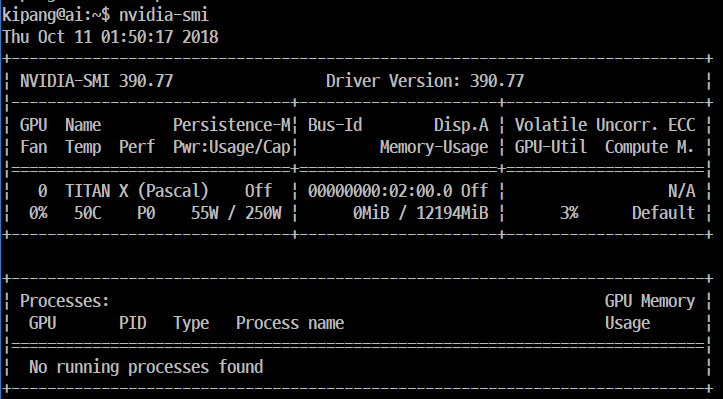 kipang@ai:~$ nvidia-smi
Thu Oct 11 01:50:17 2018
+-----------------------------------------------------------------------------+
| NVIDIA-SMI 390.77                 Driver Version: 390.77                    |
|-------------------------------+----------------------+----------------------+
| GPU  Name        Persistence-M| Bus-Id        Disp.A | Volatile Uncorr. ECC |
| Fan  Temp  Perf  Pwr:Usage/Cap|         Memory-Usage | GPU-Util  Compute M. |
|===============================+======================+======================|
|   0  TITAN X (Pascal)    Off  | 00000000:02:00.0 Off |                  N/A |
|  0%   50C    P0    55W / 250W |      0MiB / 12194MiB |      3%      Default |
+-------------------------------+----------------------+----------------------+

+-----------------------------------------------------------------------------+
| Processes:                                                       GPU Memory |
|  GPU       PID   Type   Process name                             Usage      |
|=============================================================================|
|  No running processes found                                                 |
+-----------------------------------------------------------------------------+